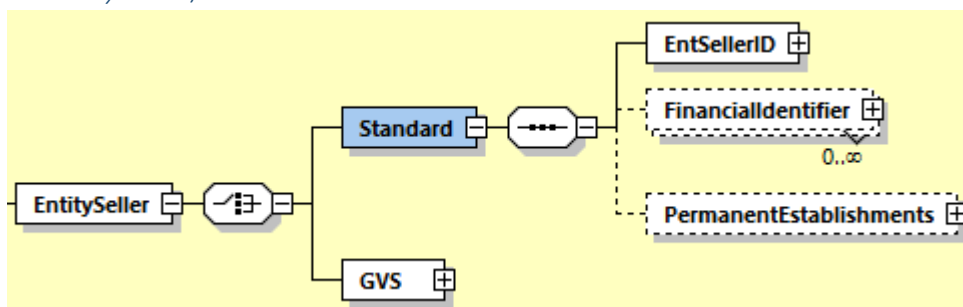 EntSellerID
FinancialIdentifier
0..∞
Standard
EntitySeller
PermanentEstablishments
GVS